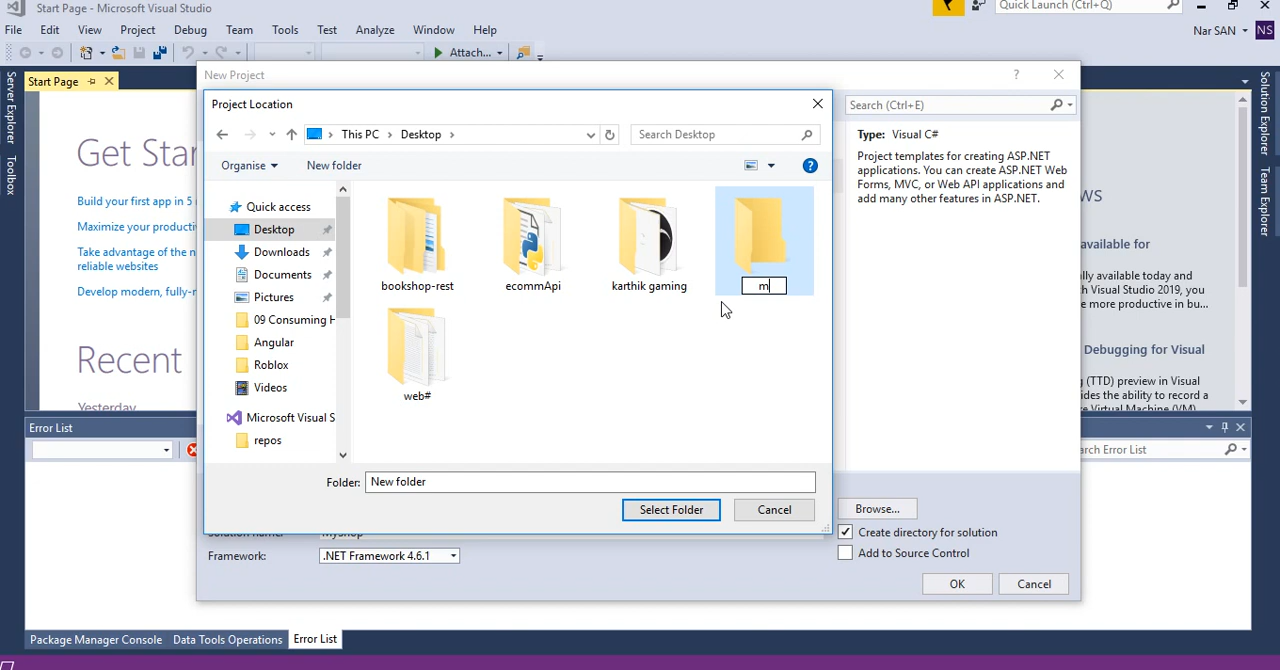 Start Page - Microsoft Visual Studio
Quick Launch (Ctrl+Q)
File Edit View Project Debug Team Tools Test Analyze Window Help
Nar SAN NS
Attach...
Server Explorer
Toolbox
Solution Explorer
Team Explorer
Start Page
Get Star
Build your first app in 5
Maximize your productiv
Take advantage of the n
reliable websites
Develop modern, fully-n
Recent
Yesterday
New Project
?
Search (Ctrl+E)
Type: Visual C#
Project templates for creating ASP.NET
applications. You can create ASP.NET Web
Forms, MVC, or Web API applications and
add many other features in ASP.NET.
Project Location
This PC Desktop
Search Desktop
Organise New folder
?
Quick access
Desktop
Downloads
Documents
Pictures
09 Consuming H
Angular
Roblox
Videos
Microsoft Visual S
repos
bookshop-rest
ecommApi
karthik gaming
m
web#
Folder: New folder
Select Folder Cancel
Solution name: MyShop
Framework: .NET Framework 4.6.1
Browse...
Create directory for solution
Add to Source Control
OK Cancel
WS
available for
ally available today and
h Visual Studio 2019, you
e more productive in bu...
Debugging for Visual
(TTD) preview in Visual
ides the ability to record a
Error List
arch Error List
Package Manager Console Data Tools Operations Error List